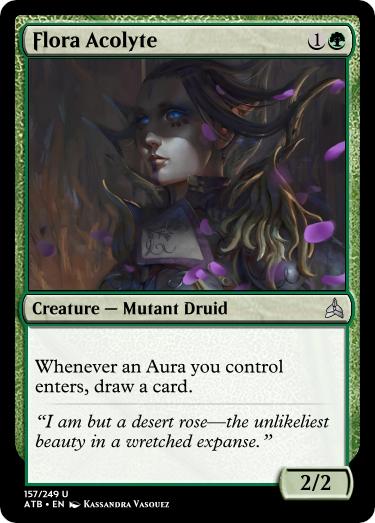 Flora Acolyte 1
Creature — Mutant Druid
Whenever an Aura you control
enters, draw a card.
“I am but a desert rose—the unlikeliest
beauty in a wretched expanse.”
2/2
157/249 U
ATB • EN Kassandra Vasquez